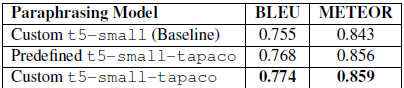 Paraphrasing Model BLEU METEOR
Custom t5-small (Baseline) 0.755 0.843
Predefined t5-small-tapaco 0.768 0.856
Custom t5-small-tapaco 0.774 0.859